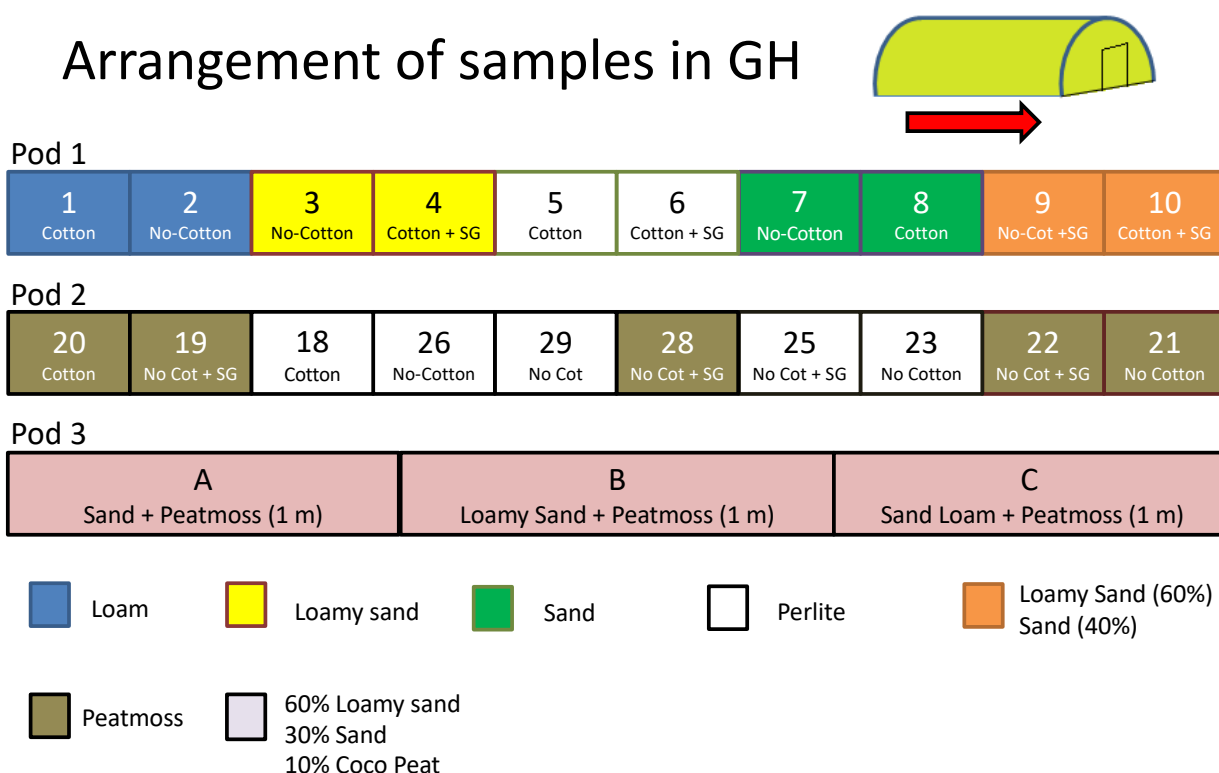 Arrangement of samples in GH
Pod 1
1 2 3 4 5 6 7 8 9 10
Cotton No-Cotton No-Cotton Cotton + SG Cotton Cotton + SG No-Cotton Cotton No-Cot +SG Cotton + SG
Pod 2
20 19 18 26 29 28 25 23 22 21
Cotton No Cot + SG Cotton No-Cotton No Cot No Cot + SG No Cot + SG No Cotton No Cot + SG No Cotton
Pod 3
A B C
Sand + Peatmoss (1 m) Loamy Sand + Peatmoss (1 m) Sand Loam + Peatmoss (1 m)
Loam
Loamy sand
Sand
Perlite
Loamy Sand (60%)
Sand (40%)
Peatmoss
60% Loamy sand
30% Sand
10% Coco Peat